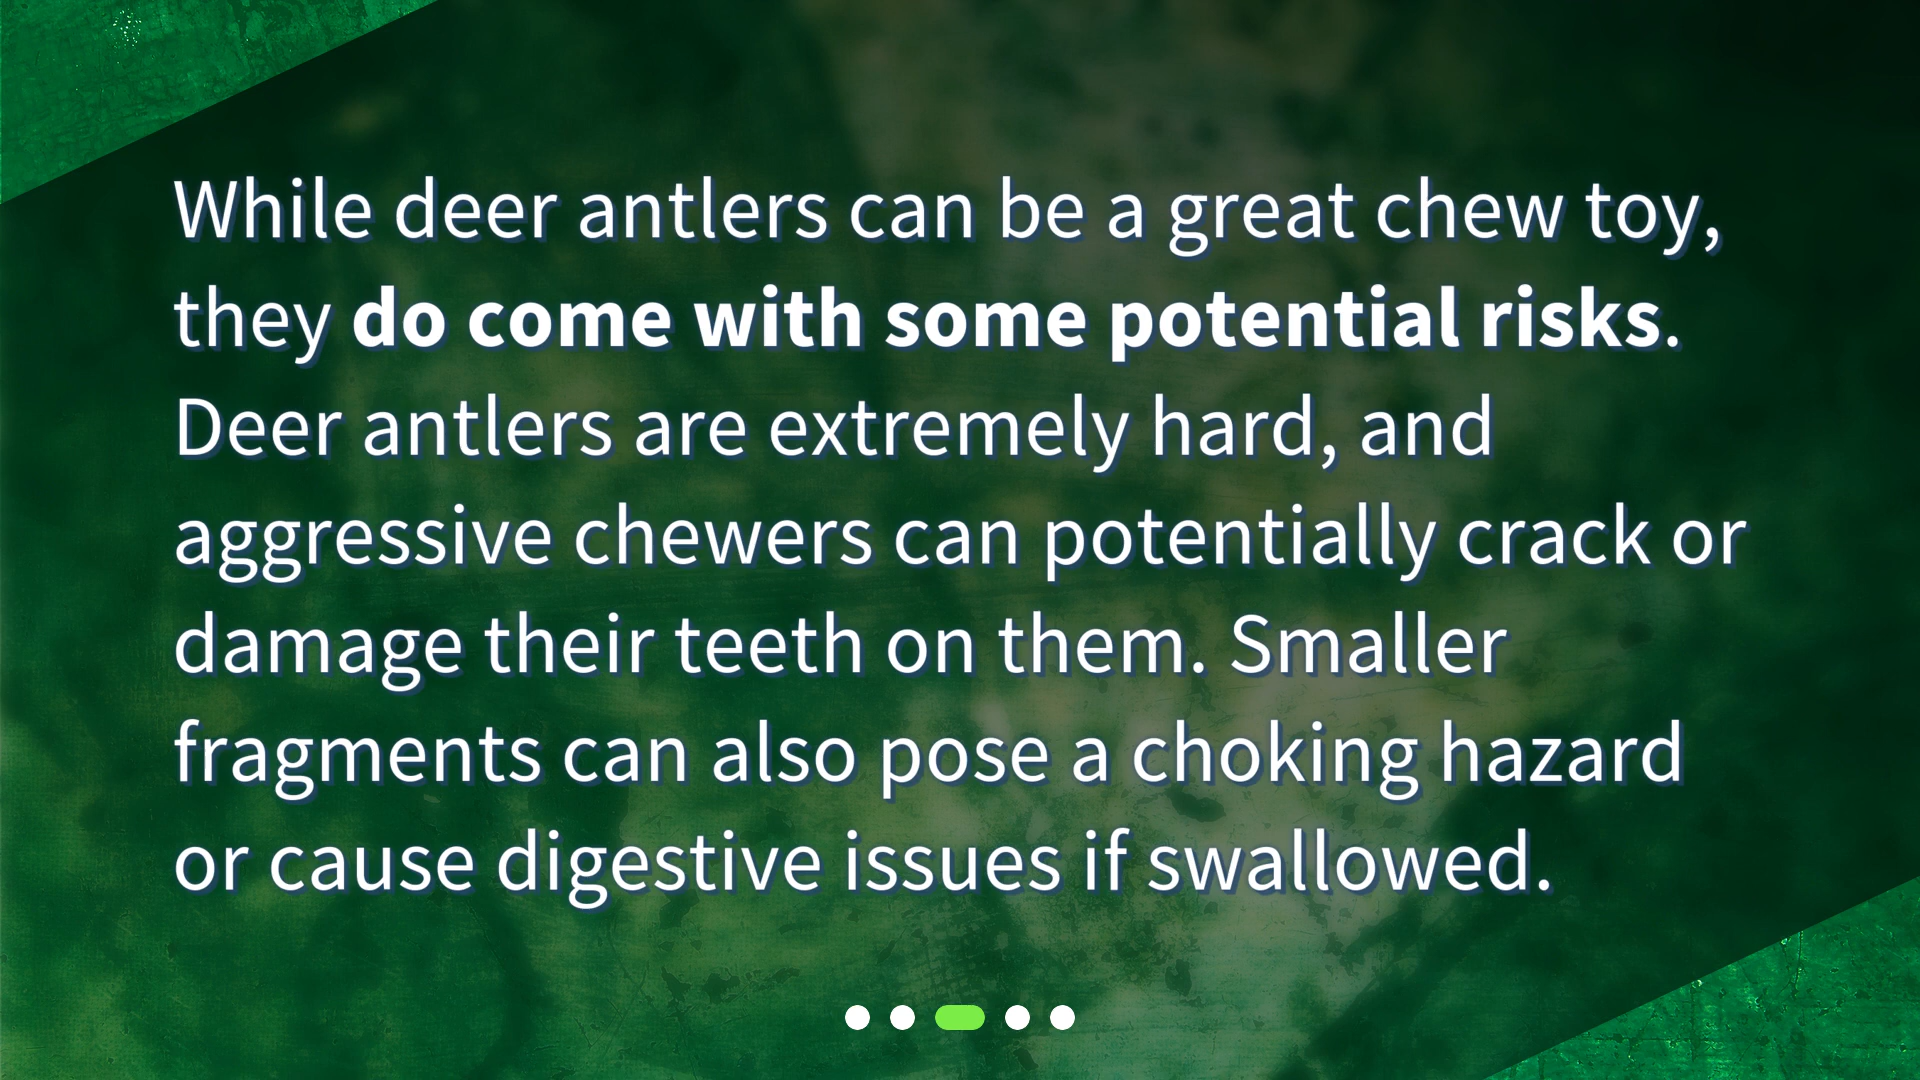 While deer antlers can be a great chew toy,
they do come with some potential risks.
Deer antlers are extremely hard, and
aggressive chewers can potentially crack or
damage their teeth on them. Smaller
fragments can also pose a choking hazard
or cause digestive issues if swallowed.